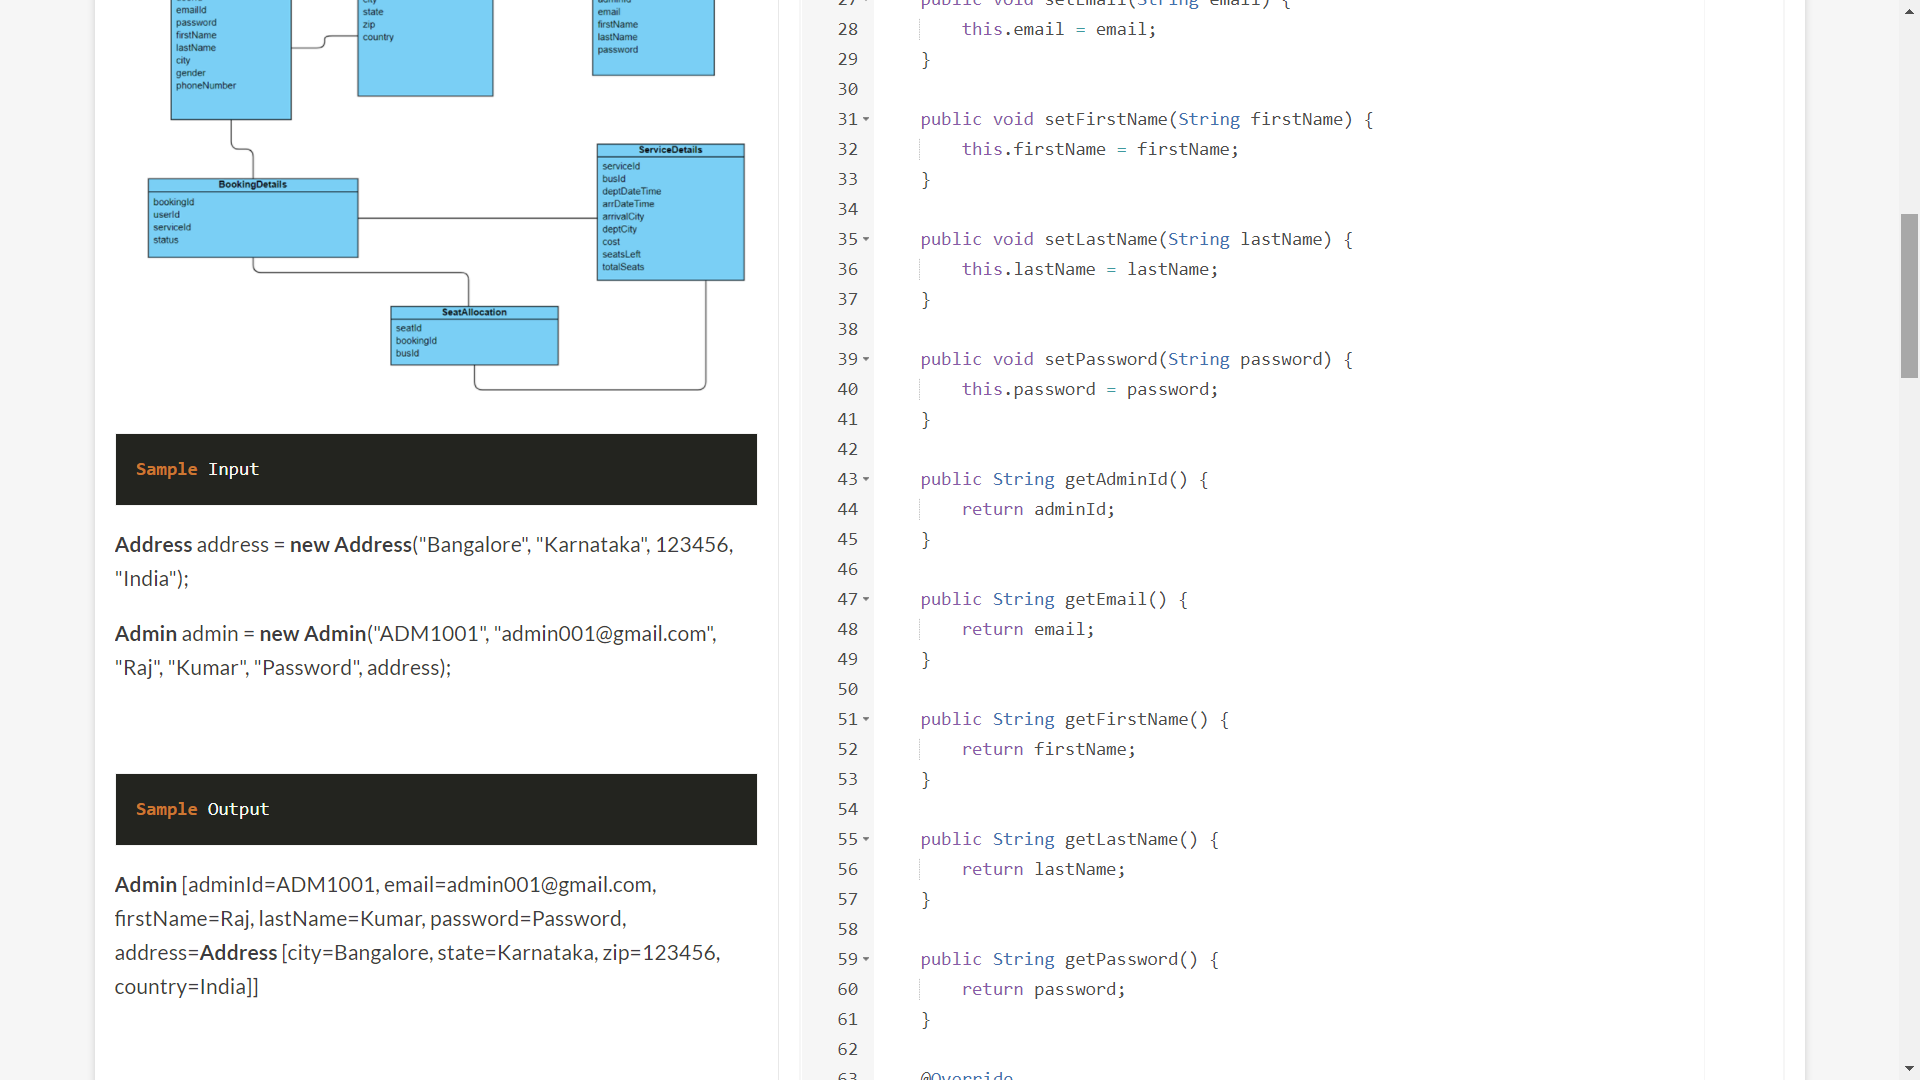 emailId
password
firstName
lastName
city
gender
phoneNumber
state
zip
country
email
firstName
lastName
password
BookingDetails
bookingId
userId
serviceId
status
ServiceDetails
serviceId
busId
deptDateTime
arrDateTime
arrivalCity
deptCity
cost
seatsLeft
totalSeats
SeatAllocation
seatId
bookingId
busId
Sample Input
Address address = new Address("Bangalore", "Karnataka", 123456,
"India");
Admin admin = new Admin("ADM1001", "admin001@gmail.com",
"Raj", "Kumar", "Password", address);
Sample Output
Admin [adminId=ADM1001, email=admin001@gmail.com,
firstName=Raj, lastName=Kumar, password=Password,
address=Address [city=Bangalore, state=Karnataka, zip=123456,
country=India]]
27 public void setEmail(String email) {
28 this.email = email;
29 }
30
31 public void setFirstName(String firstName) {
32 this.firstName = firstName;
33 }
34
35 public void setLastName(String lastName) {
36 this.lastName = lastName;
37 }
38
39 public void setPassword(String password) {
40 this.password = password;
41 }
42
43 public String getAdminId() {
44 return adminId;
45 }
46
47 public String getEmail() {
48 return email;
49 }
50
51 public String getFirstName() {
52 return firstName;
53 }
54
55 public String getLastName() {
56 return lastName;
57 }
58
59 public String getPassword() {
60 return password;
61 }
62
63 @Override